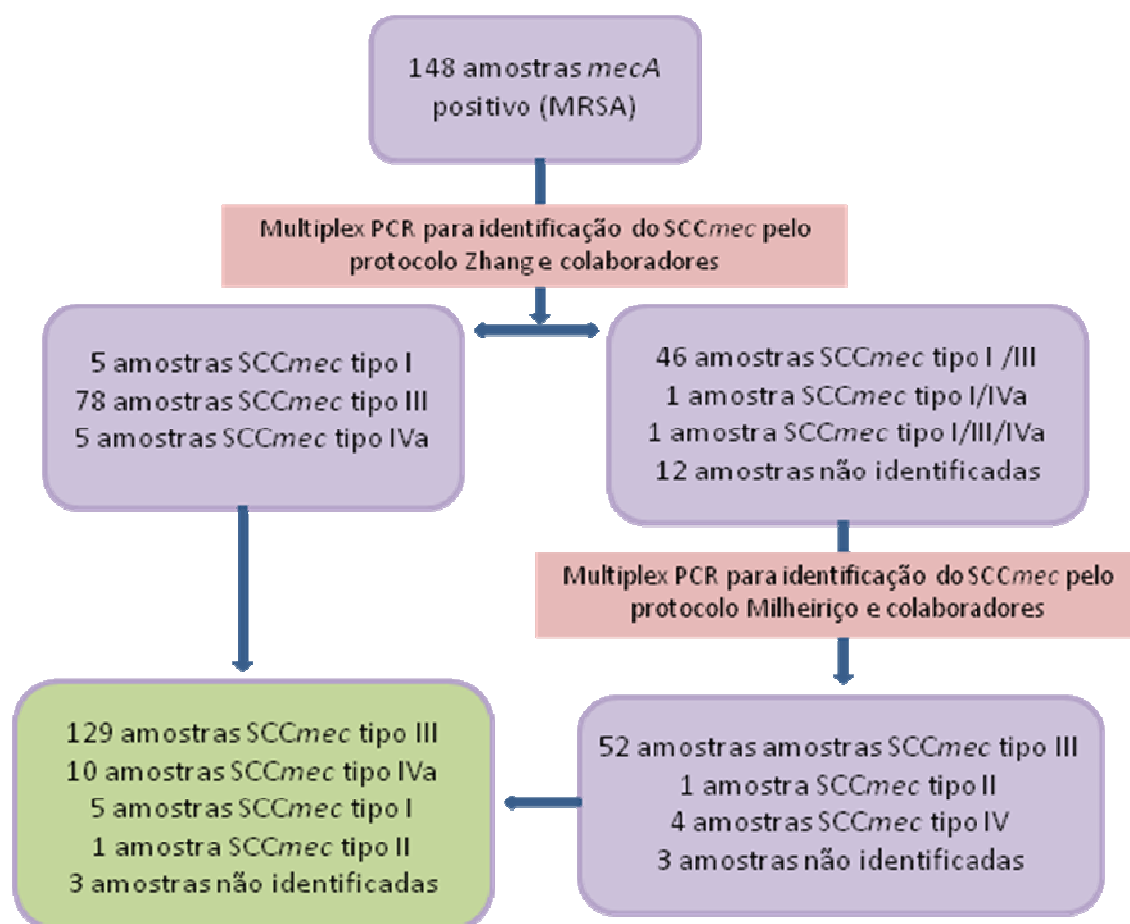 148 amostras mecA
positivo (MRSA)
Multiplex PCR para identificação do SCCmec pelo
protocolo Zhang e colaboradores
5 amostras SCCmec tipo I
78 amostras SCCmec tipo III
5 amostras SCCmec tipo IVa
46 amostras SCCmec tipo I /III
1 amostra SCCmec tipo I/IVa
1 amostra SCCmec tipo I/III/IVa
12 amostras não identificadas
Multiplex PCR para identificação do SCCmec pelo
protocolo Milheiriço e colaboradores
129 amostras SCCmec tipo III
10 amostras SCCmec tipo IVa
5 amostras SCCmec tipo I
1 amostra SCCmec tipo II
3 amostras não identificadas
52 amostras amostras SCCmec tipo III
1 amostra SCCmec tipo II
4 amostras SCCmec tipo IV
3 amostras não identificadas